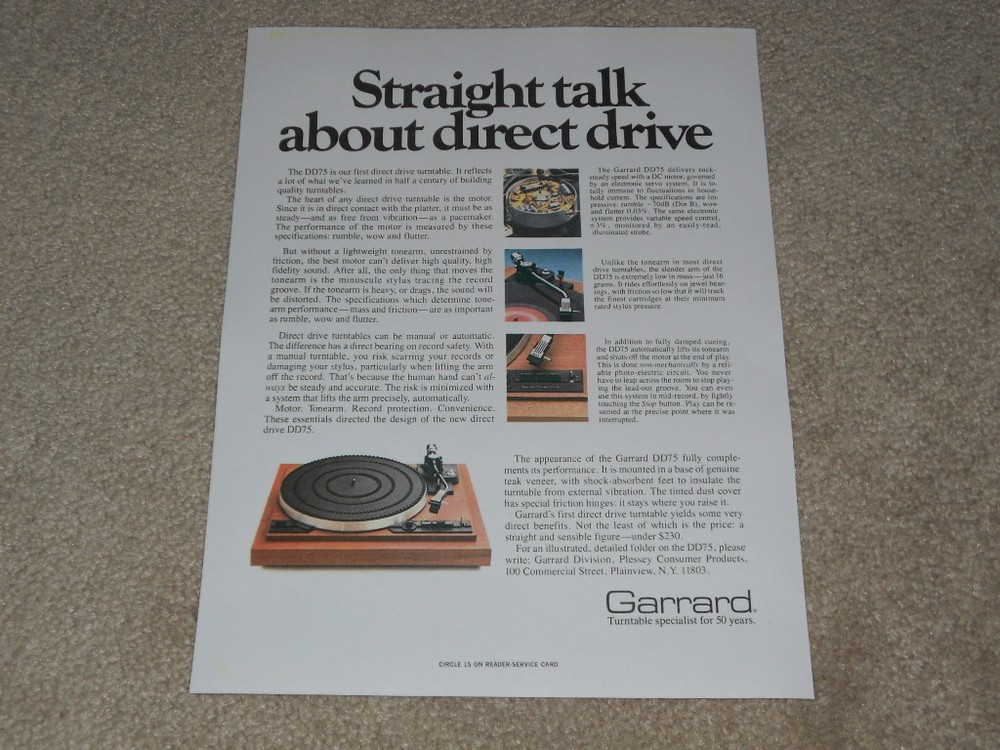 Straight talk
about direct drive
The DD75 is our first direct drive turntable. It reflects
a lot of what we've learned in half a century of building
quality turntables.
The heart of any direct drive turntable is the motor.
Since it is in direct contact with the platter, it must be as
steady—and as free from vibration—as a pacemaker.
The performance of the motor is measured by these
specifications: rumble, wow and flutter.
But without a lightweight tonearm, unrestrained by
friction, the best motor can't deliver high quality, high
fidelity sound. After all, the only thing that moves the
tonearm is the minuscule stylus tracing the record
groove. If the tonearm is heavy, or drags, the sound will
be distorted. The specifications which determine tone-
arm performance—mass and friction—are as important
as rumble, wow and flutter.
Direct drive turntables can be manual or automatic.
The difference has a direct bearing on record safety. With
a manual turntable, you risk scarring your records or
damaging your stylus, particularly when lifting the arm
off the record. That's because the human hand can't al-
ways be steady and accurate. The risk is minimized with
a system that lifts the arm precisely, automatically.
Motor. Tonearm. Record protection. Convenience.
These essentials directed the design of the new direct
drive DD75.
The Garrard DD75 delivers rock-
steady speed with a DC motor, governed
by an electronic servo system. It is to-
tally immune to fluctuations in house-
hold current. The specifications are im-
pressive: rumble −70dB (Din B), wow
and flutter 0.03%. The same electronic
system provides variable speed control,
±3%, monitored by an easily-read,
illuminated strobe.
Unlike the tonearm in most direct
drive turntables, the slender arm of the
DD75 is extremely low in mass—just 16
grams. It rides effortlessly on jewel bear-
ings, with friction so low that it will track
the finest cartridges at their minimum
rated stylus pressure.
In addition to fully damped cueing,
the DD75 automatically lifts its tonearm
and shuts off the motor at the end of play.
This is done non-mechanically by a reli-
able photo-electric circuit. You never
have to leap across the room to stop play-
ing the lead-out groove. You can even
use this system in mid-record, by lightly
touching the Stop button. Play can be re-
sumed at the precise point where it was
interrupted.
The appearance of the Garrard DD75 fully comple-
ments its performance. It is mounted in a base of genuine
teak veneer, with shock-absorbent feet to insulate the
turntable from external vibration. The tinted dust cover
has special friction hinges: it stays where you raise it.
Garrard's first direct drive turntable yields some very
direct benefits. Not the least of which is the price: a
straight and sensible figure—under $230.
For an illustrated, detailed folder on the DD75, please
write: Garrard Division, Plessey Consumer Products,
100 Commercial Street, Plainview, N.Y. 11803.
Garrard®
Turntable specialist for 50 years.
CIRCLE 15 ON READER-SERVICE CARD